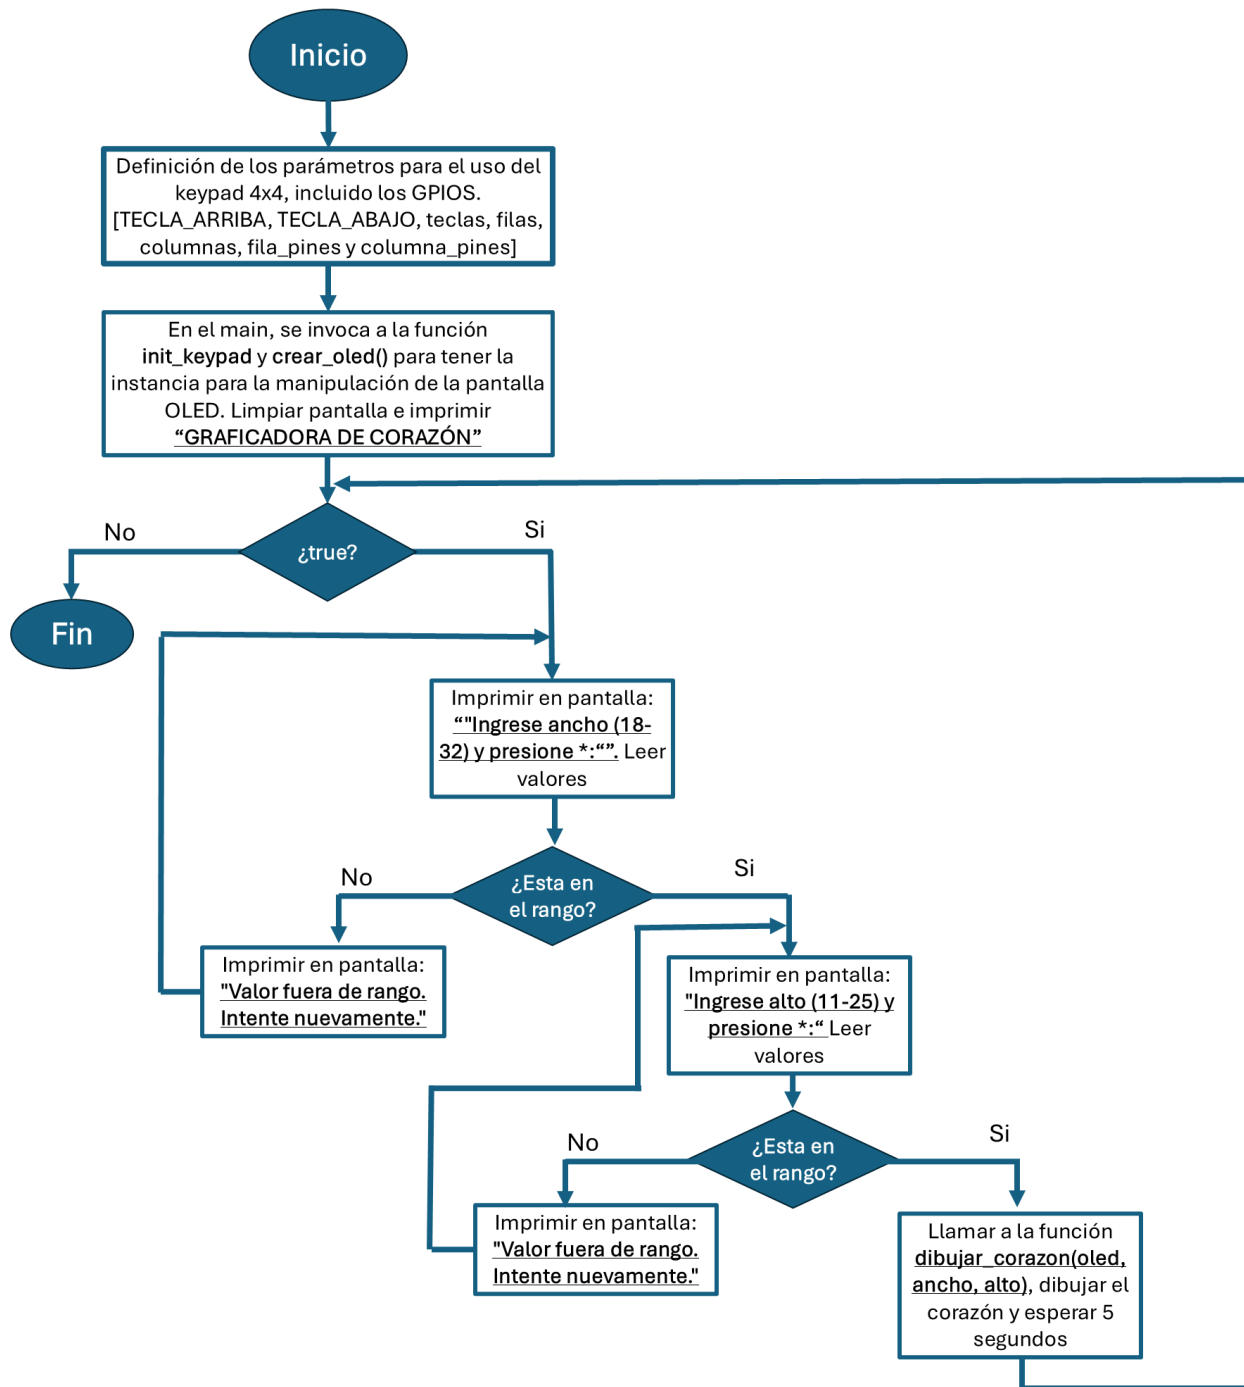 Inicio
Definición de los parámetros para el uso del
keypad 4x4, incluido los GPIOS.
[TECLA_ARRIBA, TECLA_ABAJO, teclas, filas,
columnas, fila_pines y columna_pines]
En el main, se invoca a la función
init_keypad y crear_oled() para tener la
instancia para la manipulación de la pantalla
OLED. Limpiar pantalla e imprimir
“GRAFICADORA DE CORAZÓN”
No
Si
¿true?
Fin
Imprimir en pantalla:
“"Ingrese ancho (18-
32) y presione *:“”. Leer
valores
No
Si
¿Esta en
el rango?
Imprimir en pantalla:
"Valor fuera de rango.
Intente nuevamente."
Imprimir en pantalla:
"Ingrese alto (11-25) y
presione *:“ Leer
valores
No
Si
¿Esta en
el rango?
Imprimir en pantalla:
"Valor fuera de rango.
Intente nuevamente."
Llamar a la función
dibujar_corazon(oled,
ancho, alto), dibujar el
corazón y esperar 5
segundos